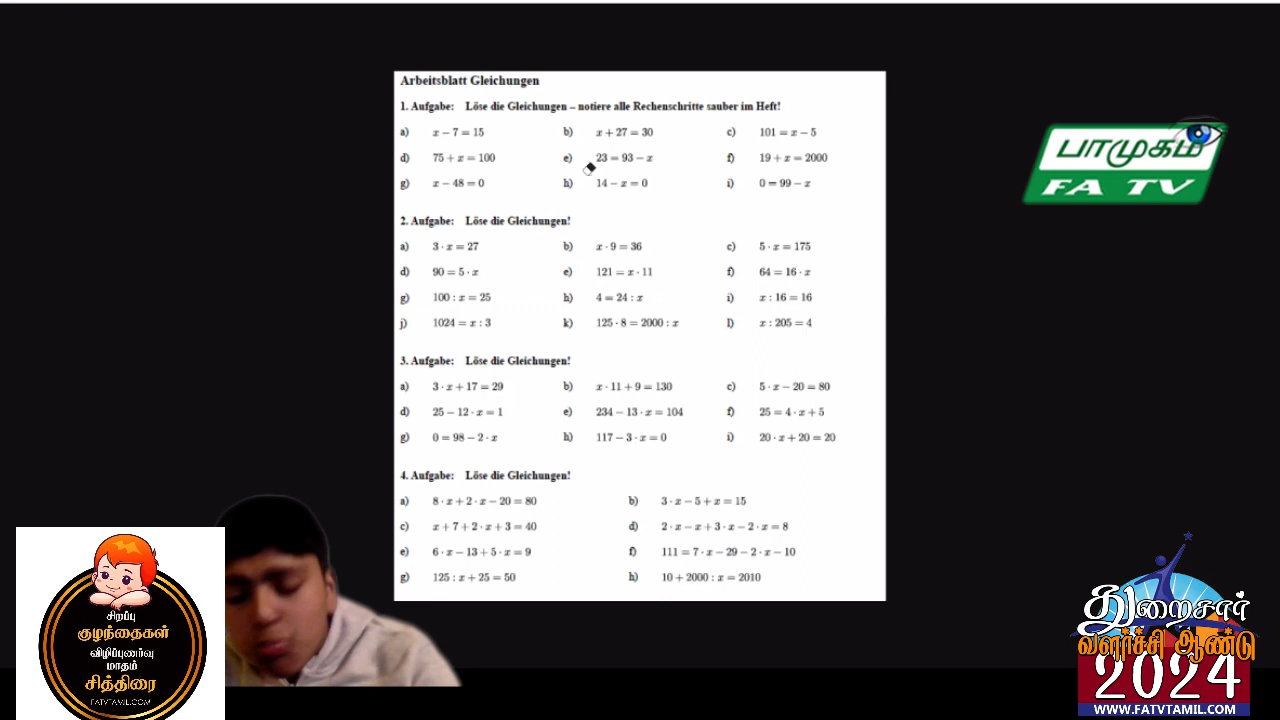 Arbeitsblatt Gleichungen
1. Aufgabe: Löse die Gleichungen – notiere alle Rechenschritte sauber im Heft!
a) x − 7 = 15 b) x + 27 = 30 c) 101 = x − 5
d) 75 + x = 100 e) 23 = 93 − x f) 19 + x = 2000
g) x − 48 = 0 h) 14 − x = 0 i) 0 = 99 − x
2. Aufgabe: Löse die Gleichungen!
a) 3 · x = 27 b) x · 9 = 36 c) 5 · x = 175
d) 90 = 5 · x e) 121 = x · 11 f) 64 = 16 · x
g) 100 : x = 25 h) 4 = 24 : x i) x : 16 = 16
j) 1024 = x : 3 k) 125 · 8 = 2000 : x l) x : 205 = 4
3. Aufgabe: Löse die Gleichungen!
a) 3 · x + 17 = 29 b) x · 11 + 9 = 130 c) 5 · x − 20 = 80
d) 25 − 12 · x = 1 e) 234 − 13 · x = 104 f) 25 = 4 · x + 5
g) 0 = 98 − 2 · x h) 117 − 3 · x = 0 i) 20 · x + 20 = 20
4. Aufgabe: Löse die Gleichungen!
a) 8 · x + 2 · x − 20 = 80 b) 3 · x − 5 + x = 15
c) x + 7 + 2 · x + 3 = 40 d) 2 · x − x + 3 · x − 2 · x = 8
e) 6 · x − 13 + 5 · x = 9 f) 111 = 7 · x − 29 − 2 · x − 10
g) 125 : x + 25 = 50 h) 10 + 2000 : x = 2010
பாமுகம்
FA TV
சிறப்பு
குழந்தைகள்
விழிப்புணர்வு
மாதம்
சித்திரை
FATVTAMIL.COM
துறைசார்
வளர்ச்சி ஆண்டு
2024
WWW.FATVTAMIL.COM